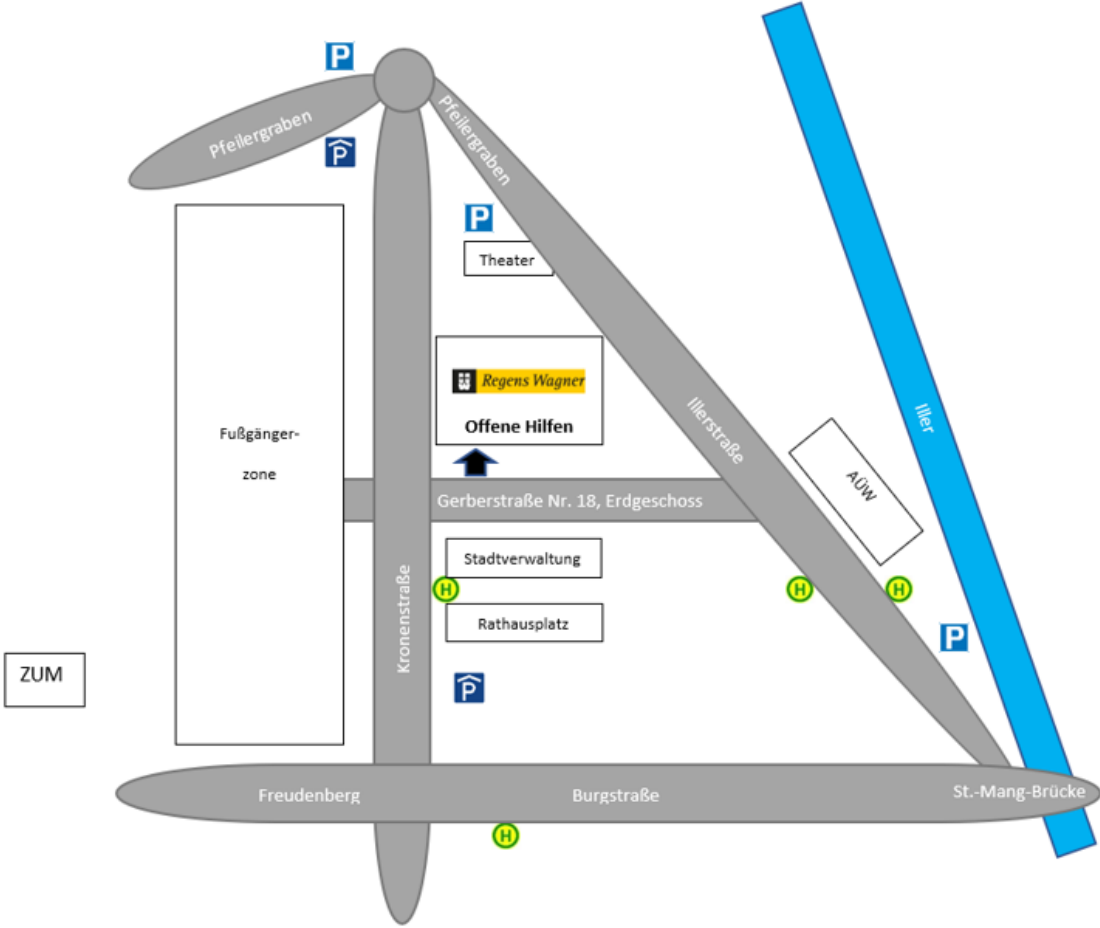 P
Pfeilergraben
P
Pfeilergraben
P
Theater
Regens Wagner
Offene Hilfen
Fußgänger-
zone
Illerstraße
Iller
AÜW
Gerberstraße Nr. 18, Erdgeschoss
Stadtverwaltung
H
H
H
Rathausplatz
Kronenstraße
P
ZUM
P
Freudenberg
Burgstraße
St.-Mang-Brücke
H